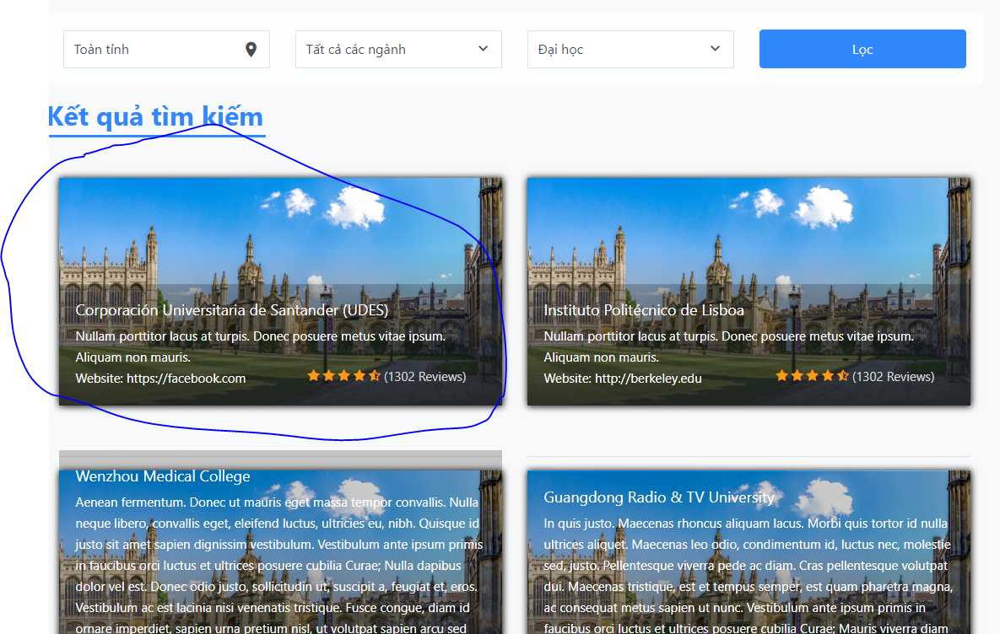 Toàn tỉnh
Tất cả các ngành
Đại học
Lọc
Kết quả tìm kiếm
Corporación Universitaria de Santander (UDES)
Nullam porttitor lacus at turpis. Donec posuere metus vitae ipsum.
Aliquam non mauris.
Website: https://facebook.com
(1302 Reviews)
Instituto Politécnico de Lisboa
Nullam porttitor lacus at turpis. Donec posuere metus vitae ipsum.
Aliquam non mauris.
Website: http://berkeley.edu
(1302 Reviews)
Wenzhou Medical College
Aenean fermentum. Donec ut mauris eget massa tempor convallis. Nulla
neque libero, convallis eget, eleifend luctus, ultricies eu, nibh. Quisque id
justo sit amet sapien dignissim vestibulum. Vestibulum ante ipsum primis
in faucibus orci luctus et ultrices posuere cubilia Curae; Nulla dapibus
dolor vel est. Donec odio justo, sollicitudin ut, suscipit a, feugiat et, eros.
Vestibulum ac est lacinia nisi venenatis tristique. Fusce congue, diam id
ornare imperdiet, sapien urna pretium nisl, ut volutpat sapien arcu sed
Guangdong Radio & TV University
In quis justo. Maecenas rhoncus aliquam lacus. Morbi quis tortor id nulla
ultrices aliquet. Maecenas leo odio, condimentum id, luctus nec, molestie
sed, justo. Pellentesque viverra pede ac diam. Cras pellentesque volutpat
dui. Maecenas tristique, est et tempus semper, est quam pharetra magna,
ac consequat metus sapien ut nunc. Vestibulum ante ipsum primis in
faucibus orci luctus et ultrices posuere cubilia Curae; Mauris viverra diam